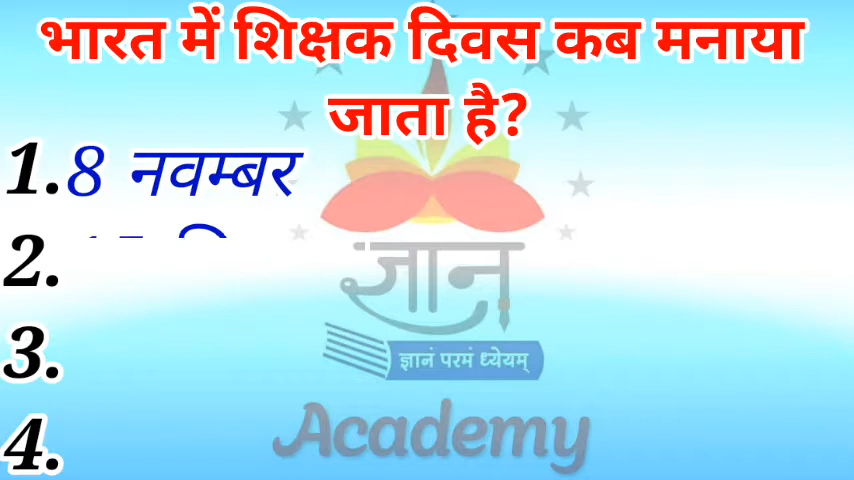 भारत में शिक्षक दिवस कब मनाया
जाता है?
1.8 नवम्बर
2.
3.
4.
ज्ञान
ज्ञानं परमं ध्येयम्
Academy